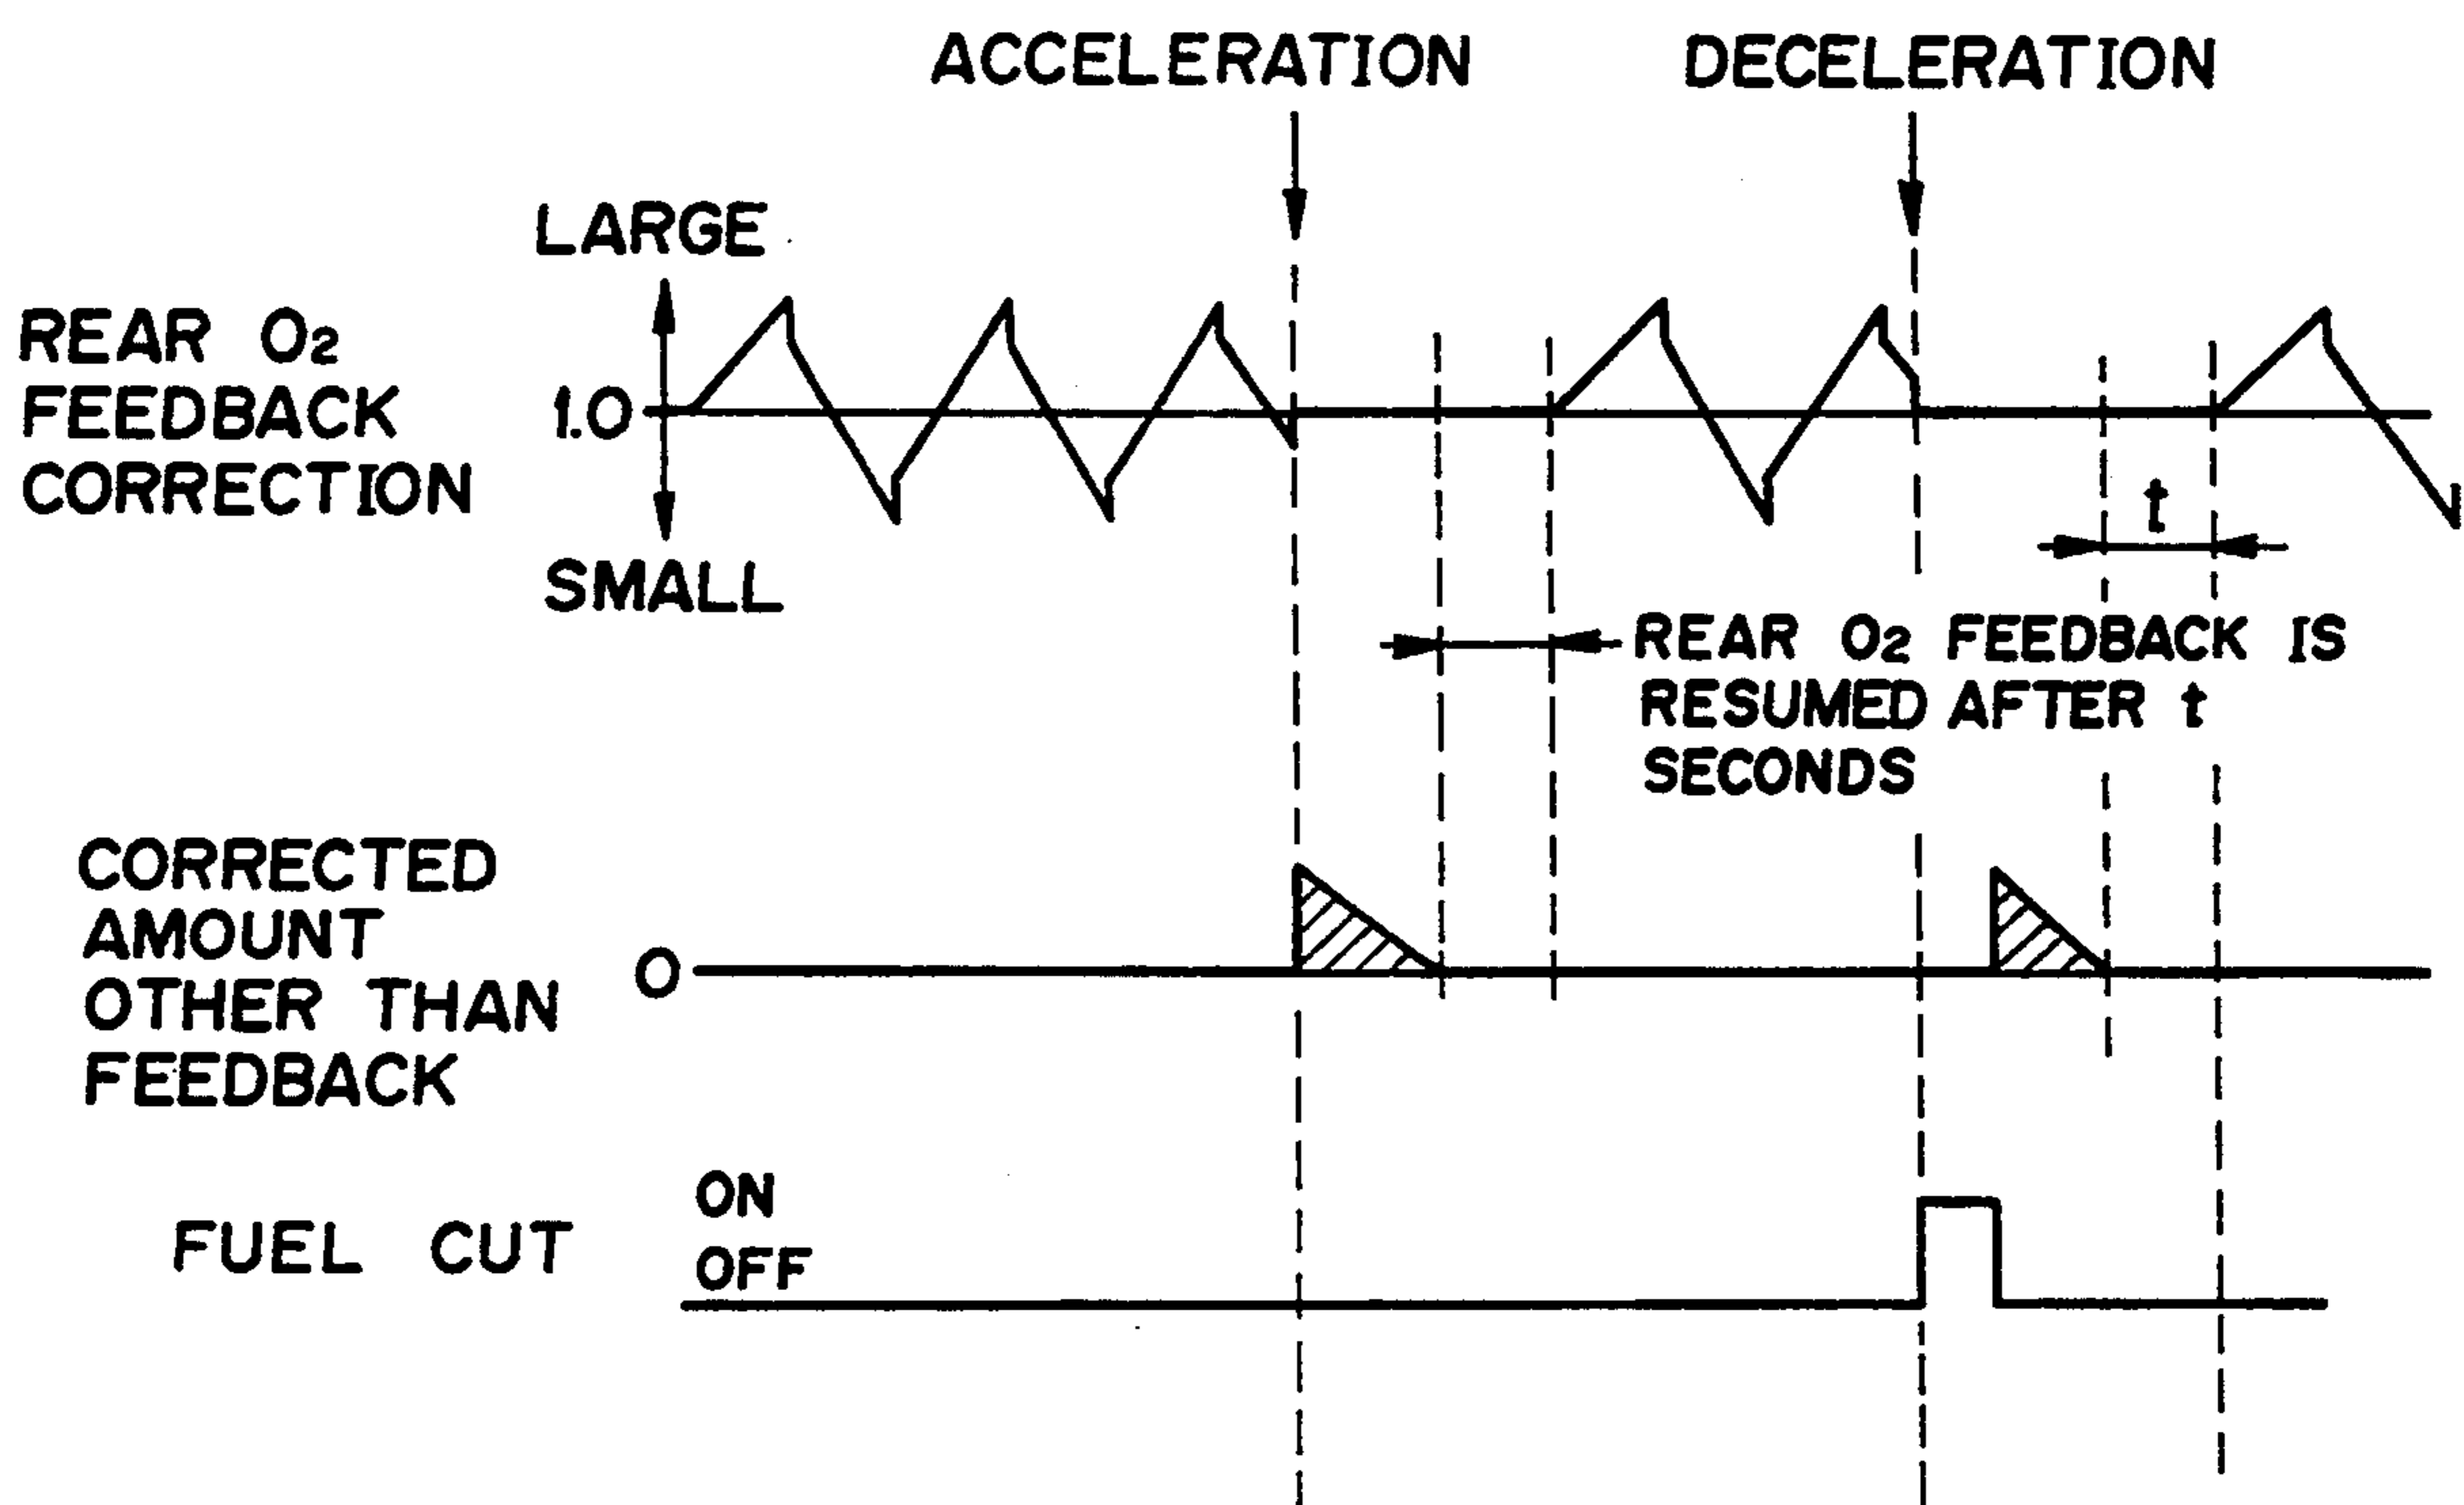 ACCELERATION DECELERATION
LARGE
REAR O2
FEEDBACK
CORRECTION
1.0
SMALL
t
REAR O2 FEEDBACK IS
RESUMED AFTER t
SECONDS
CORRECTED
AMOUNT
OTHER THAN
FEEDBACK
0
ON
OFF
FUEL CUT